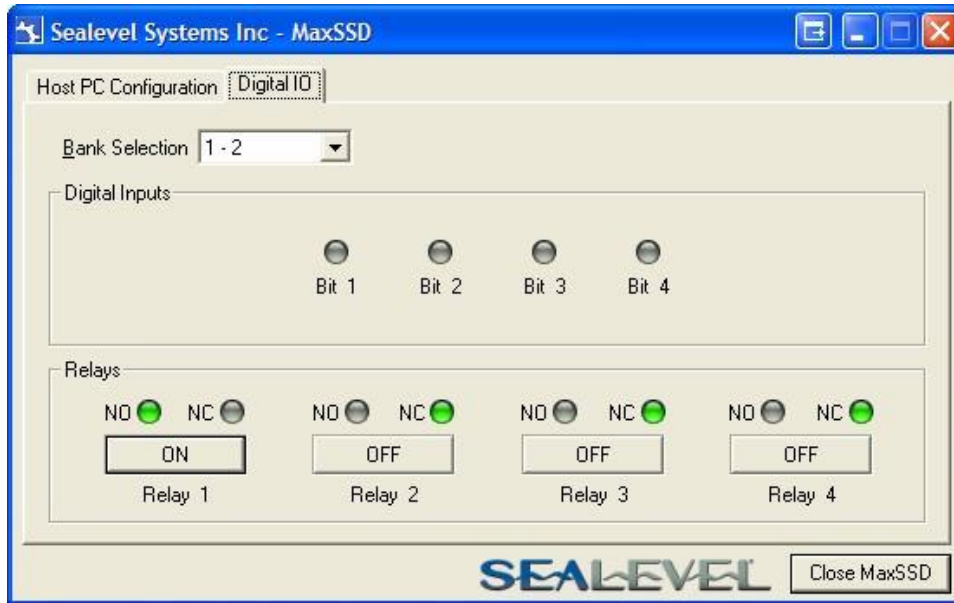 Sealevel Systems Inc - MaxSSD
Host PC Configuration Digital IO
Bank Selection 1 - 2
Digital Inputs
Bit 1 Bit 2 Bit 3 Bit 4
Relays
NO NC NO NC NO NC NO NC
ON OFF OFF OFF
Relay 1 Relay 2 Relay 3 Relay 4
SEALEVEL Close MaxSSD